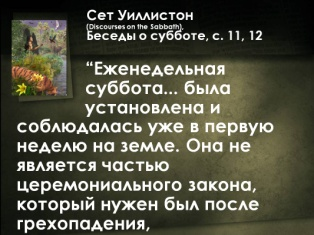 Сет Уиллистон
(Discourses on the Sabbath),
Беседы о субботе, с. 11, 12
“Еженедельная
суббота... была
установлена и
соблюдалась уже в первую
неделю на земле. Она не
является частью
церемониального закона,
который нужен был после
грехопадения,